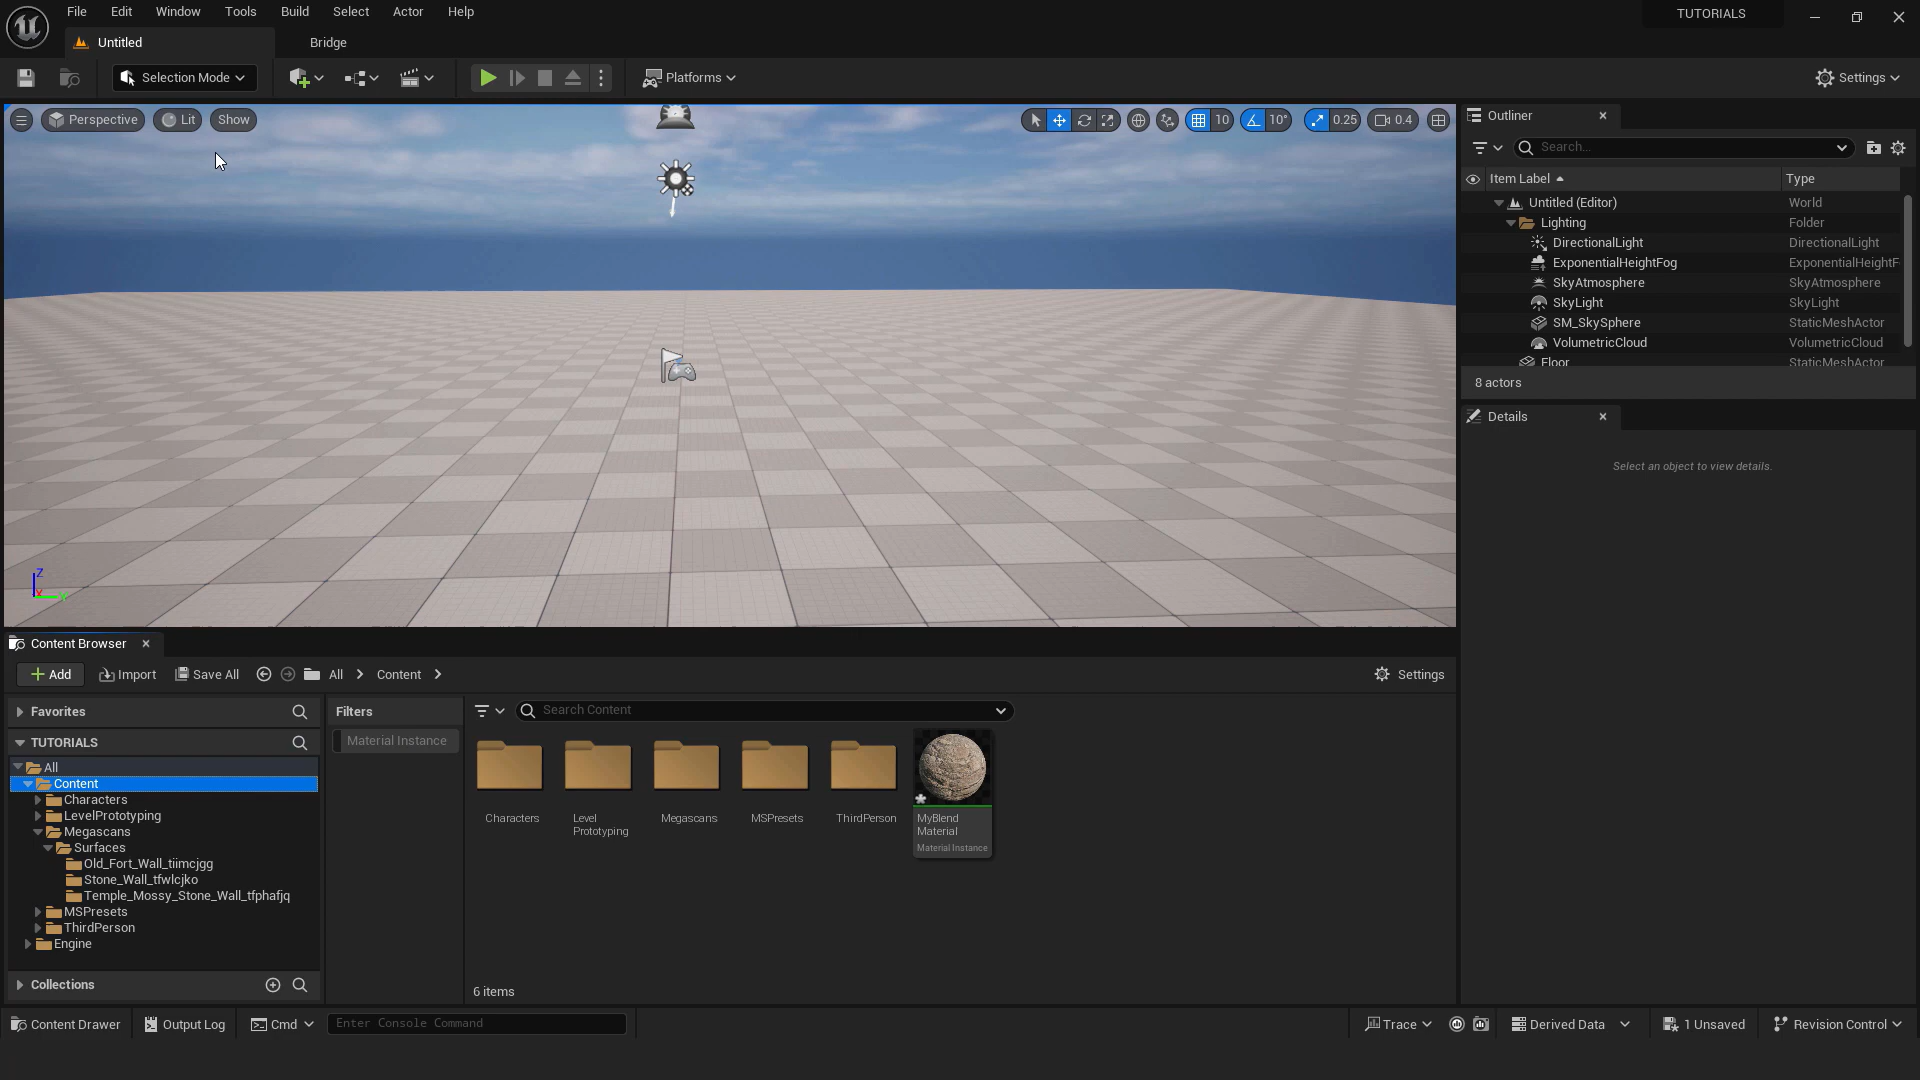 File Edit Window Tools Build Select Actor Help
TUTORIALS
Untitled
Bridge
Selection Mode
Platforms
Settings
Perspective
Lit
Show
10
10°
0.25
0.4
Outliner
Search...
Item Label
Type
Untitled (Editor)
World
Lighting
Folder
DirectionalLight
DirectionalLight
ExponentialHeightFog
ExponentialHeightF
SkyAtmosphere
SkyAtmosphere
SkyLight
SkyLight
SM_SkySphere
StaticMeshActor
VolumetricCloud
VolumetricCloud
Floor
StaticMeshActor
8 actors
Details
Select an object to view details.
Z
X
Y
Content Browser
Add
Import
Save All
All
Content
Settings
Favorites
TUTORIALS
All
Content
Characters
LevelPrototyping
Megascans
Surfaces
Old_Fort_Wall_tiimcjgg
Stone_Wall_tfwlcjko
Temple_Mossy_Stone_Wall_tfphafjq
MSPresets
ThirdPerson
Engine
Collections
Filters
Material Instance
Search Content
Characters
Level
Prototyping
Megascans
MSPresets
ThirdPerson
MyBlend
Material
Material Instance
6 items
Content Drawer
Output Log
Cmd
Enter Console Command
Trace
Derived Data
1 Unsaved
Revision Control